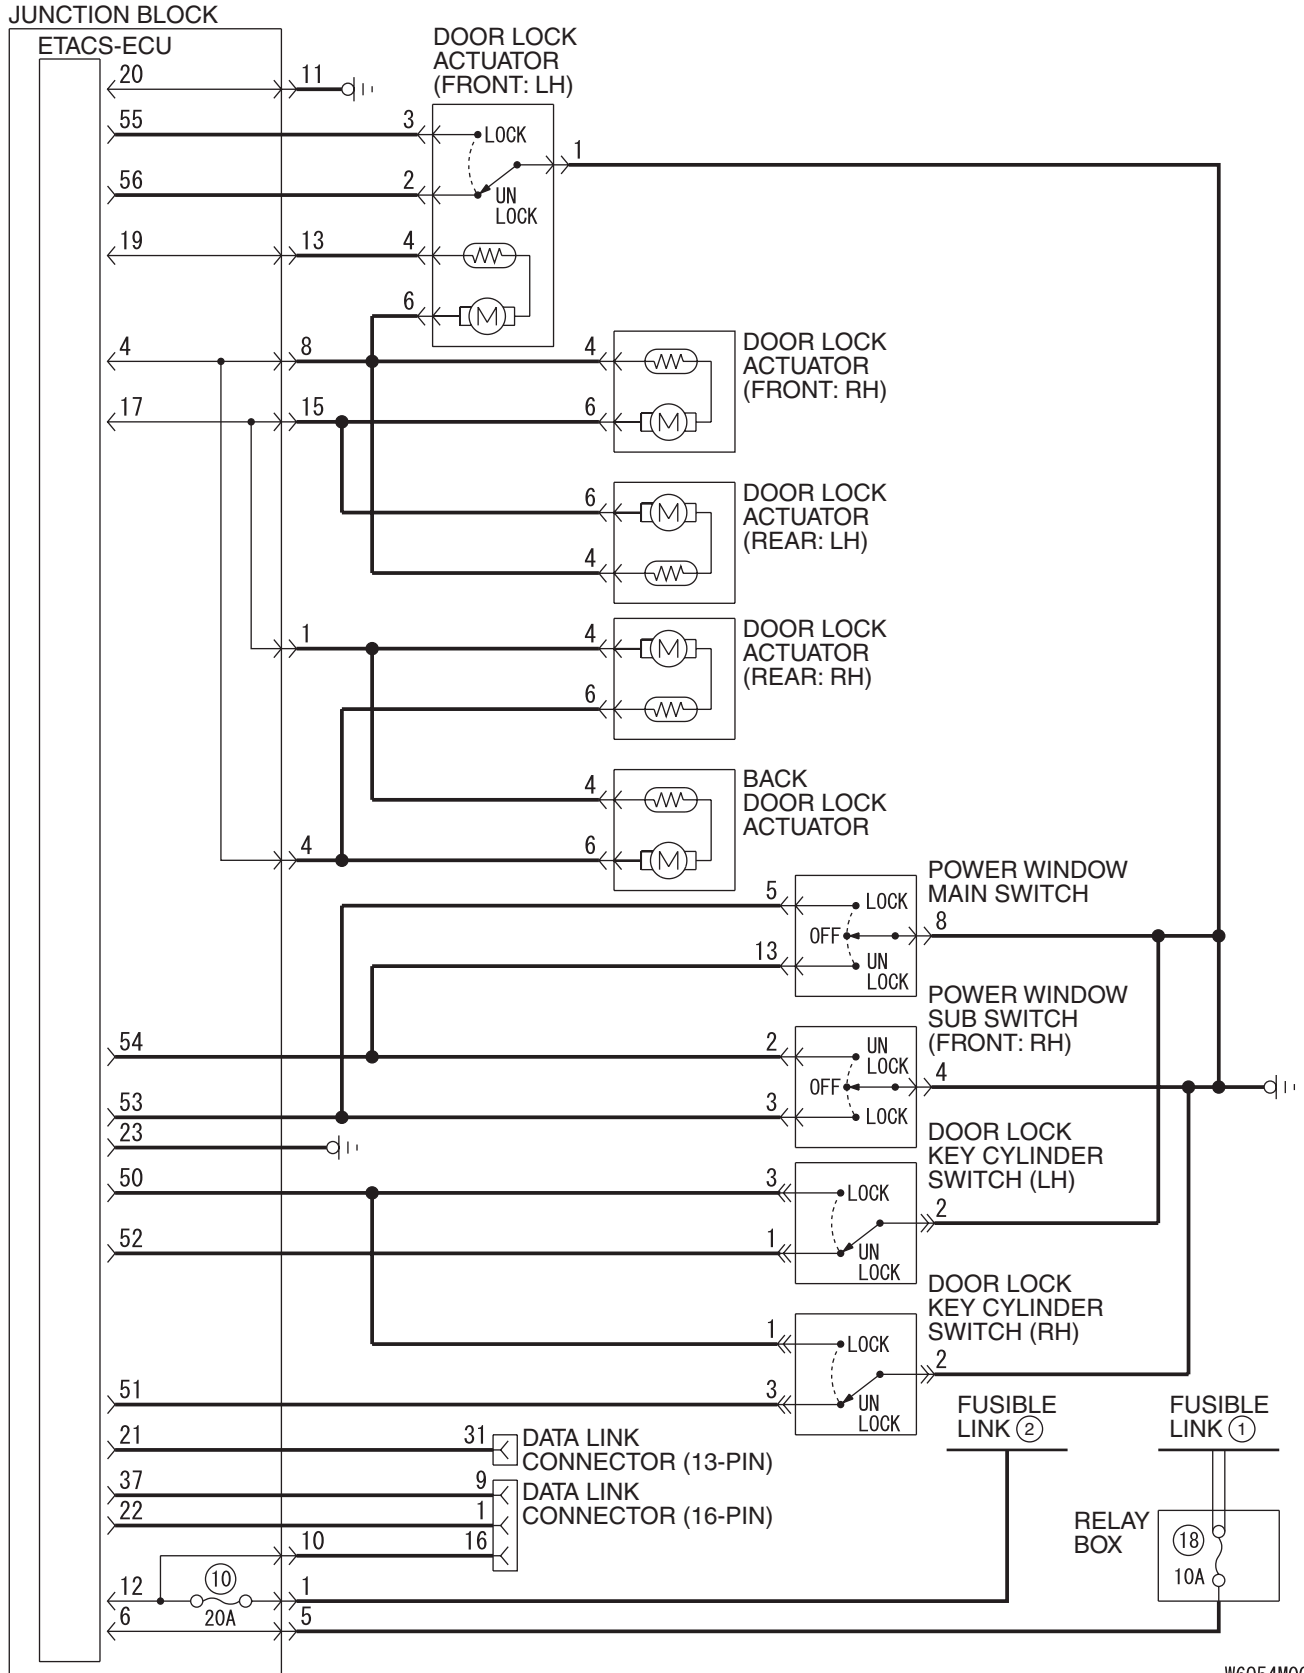 JUNCTION BLOCK
ETACS-ECU
DOOR LOCK
ACTUATOR
(FRONT: LH)
20
11
55
3
LOCK
1
56
2
UN
LOCK
19
13
4
6
M
4
8
4
DOOR LOCK
ACTUATOR
(FRONT: RH)
17
15
6
M
6
M
DOOR LOCK
ACTUATOR
(REAR: LH)
4
1
4
M
DOOR LOCK
ACTUATOR
(REAR: RH)
6
4
BACK
DOOR LOCK
ACTUATOR
4
6
M
POWER WINDOW
MAIN SWITCH
5
LOCK
OFF
8
13
UN
LOCK
POWER WINDOW
SUB SWITCH
(FRONT: RH)
54
2
UN
LOCK
OFF
4
53
3
LOCK
23
DOOR LOCK
KEY CYLINDER
SWITCH (LH)
50
3
LOCK
2
52
1
UN
LOCK
DOOR LOCK
KEY CYLINDER
SWITCH (RH)
1
LOCK
2
51
3
UN
LOCK
FUSIBLE
LINK 2
FUSIBLE
LINK 1
21
31
DATA LINK
CONNECTOR (13-PIN)
37
9
DATA LINK
CONNECTOR (16-PIN)
22
1
10
16
RELAY
BOX
18
10A
12
10
20A
1
6
5